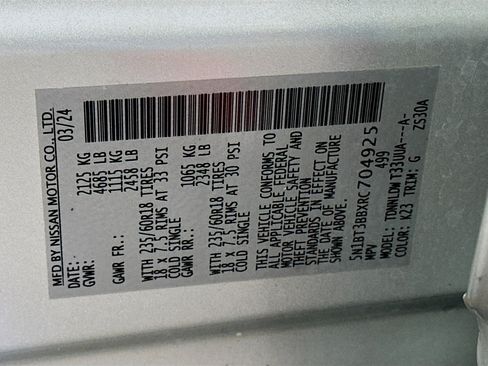 MFD BY NISSAN MOTOR CO., LTD.
DATE: 03/24
GVWR: 2125 KG
4685 LB
GAWR FR.: 1115 KG
2458 LB
WITH 235/60R18 TIRES
18 X 7.5 RIMS AT 33 PSI
COLD SINGLE
GAWR RR.: 1065 KG
2348 LB
WITH 235/60R18 TIRES
18 X 7.5 RIMS AT 30 PSI
COLD SINGLE
THIS VEHICLE CONFORMS TO
ALL APPLICABLE FEDERAL
MOTOR VEHICLE SAFETY AND
THEFT PREVENTION
STANDARDS IN EFFECT ON
THE DATE OF MANUFACTURE
SHOWN ABOVE
5N1BT3BBXRC704925
MPV 499
MODEL: TDWNLDW T33UUA---A-
COLOR: K23 TRIM: G ZS30A